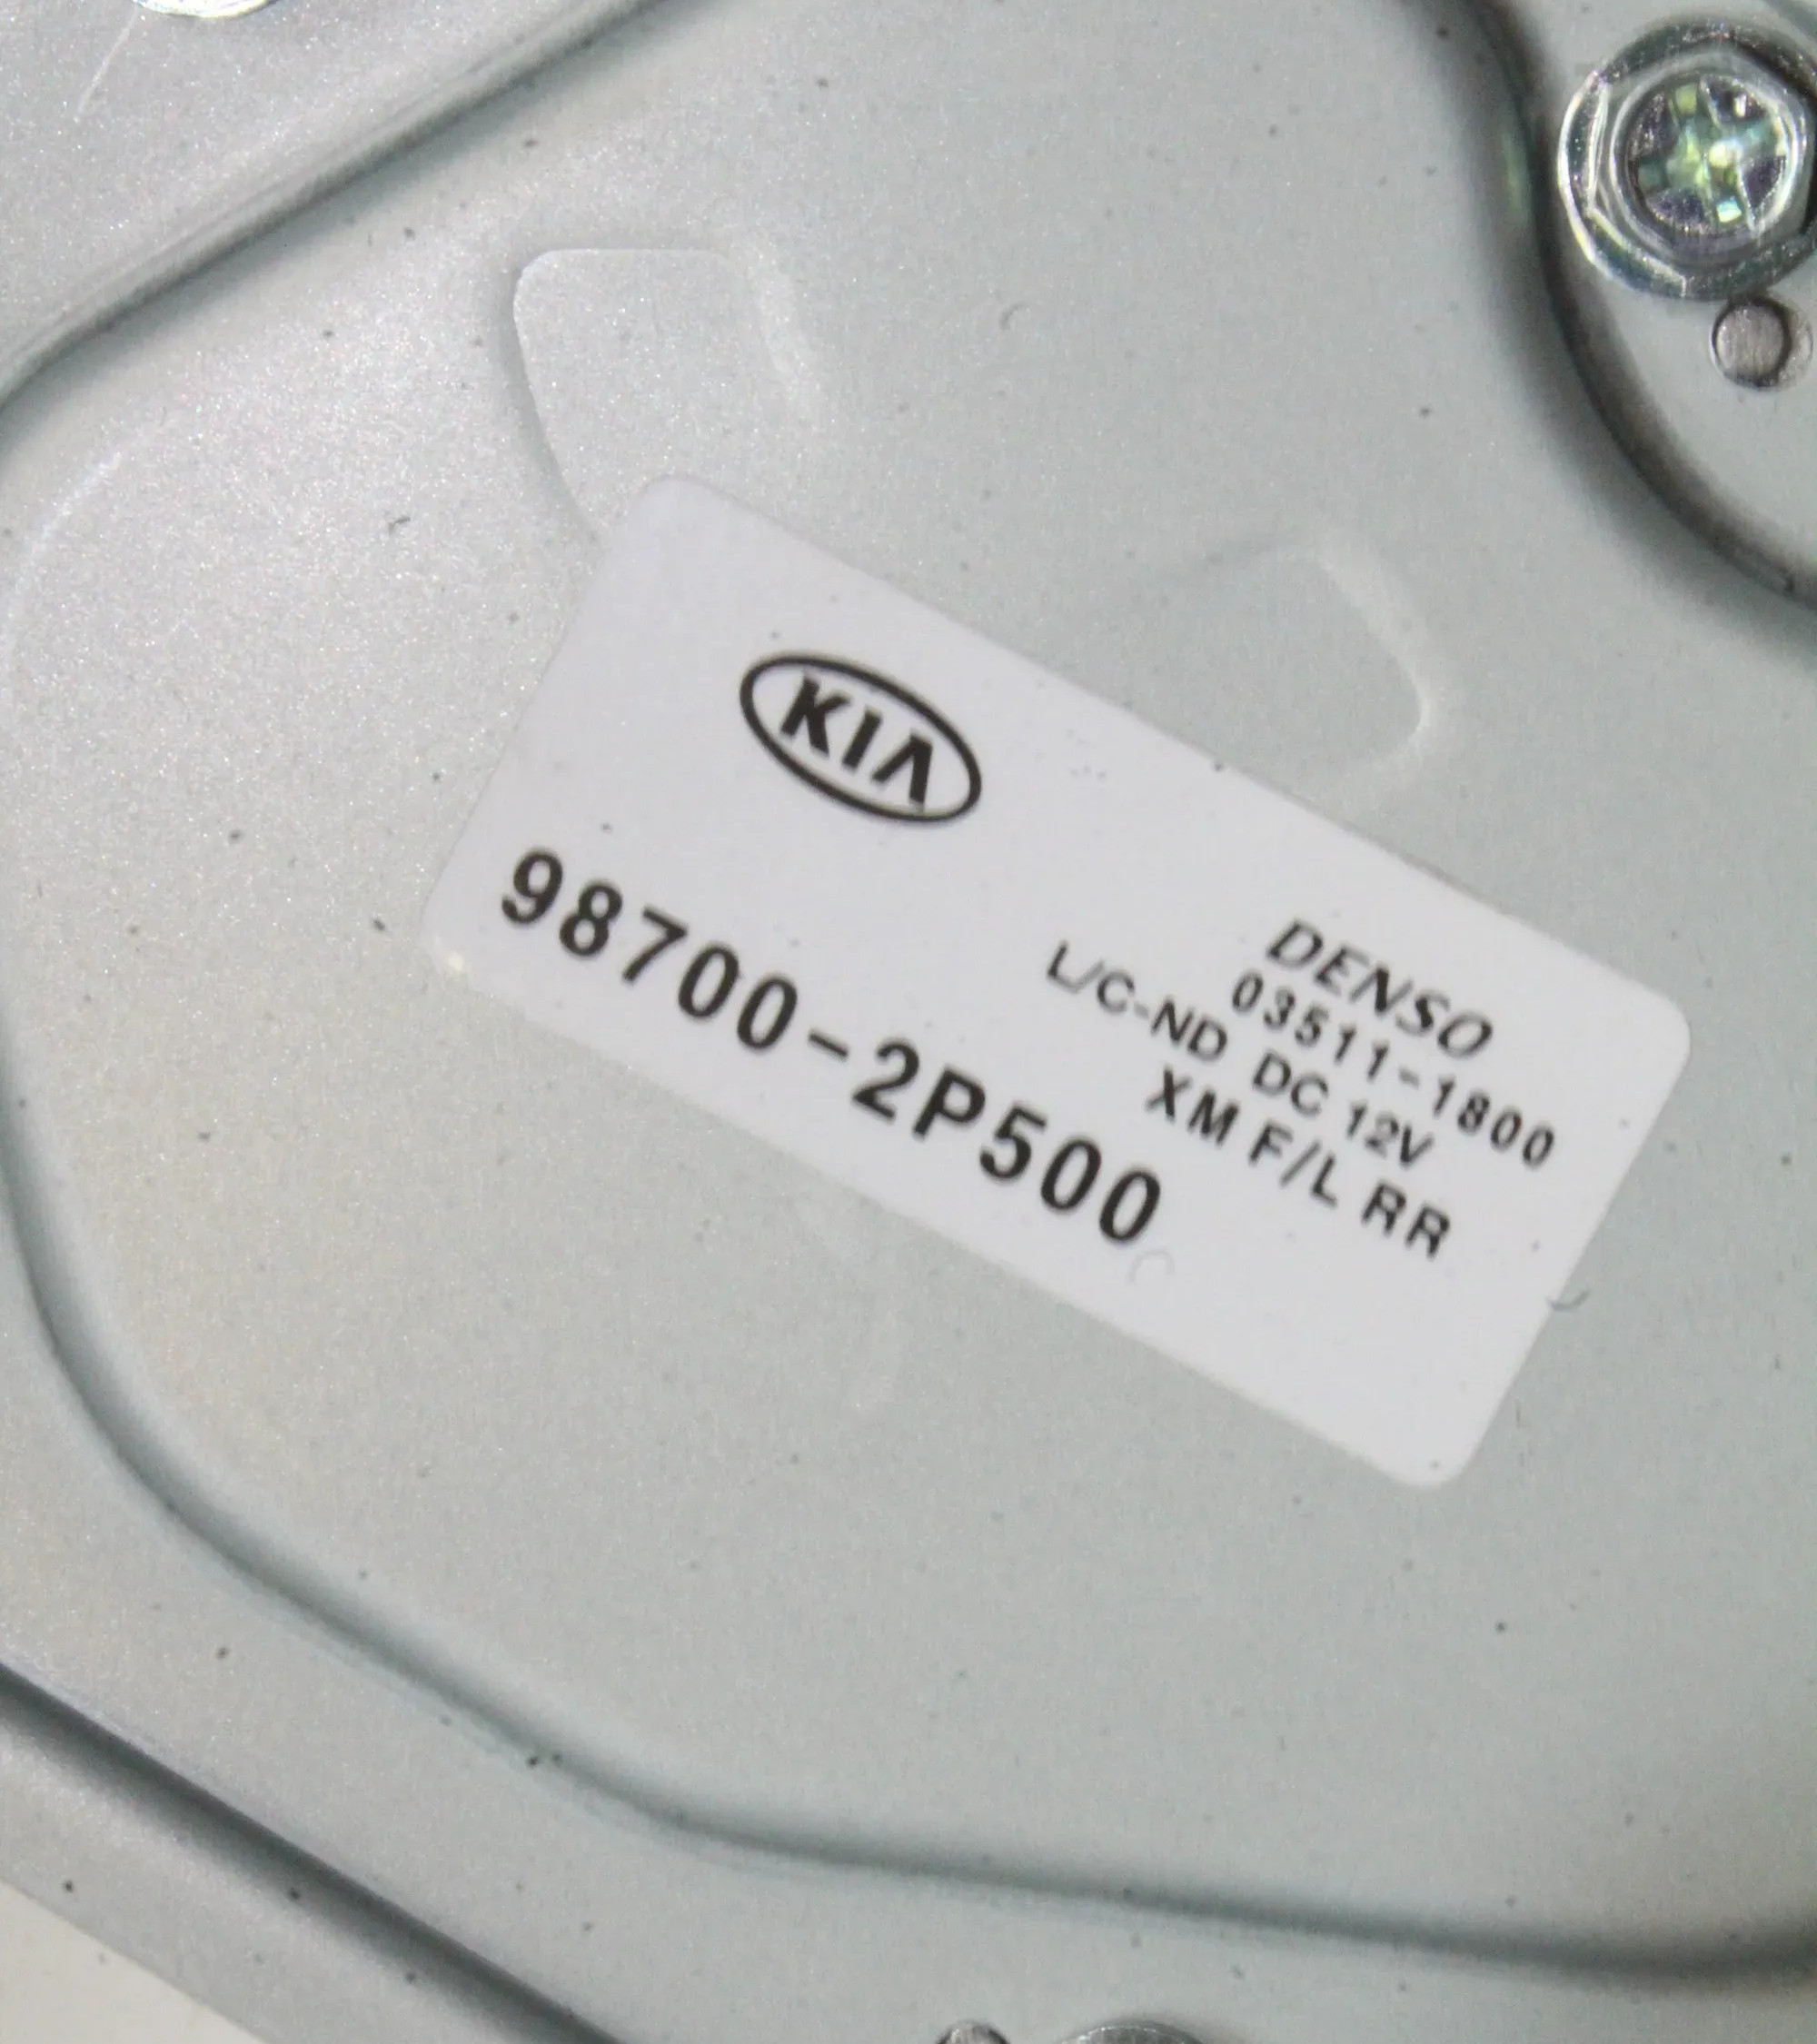 KIA
DENSO
03511-1800
L/C-ND DC 12V
XM F/L RR
98700-2P500